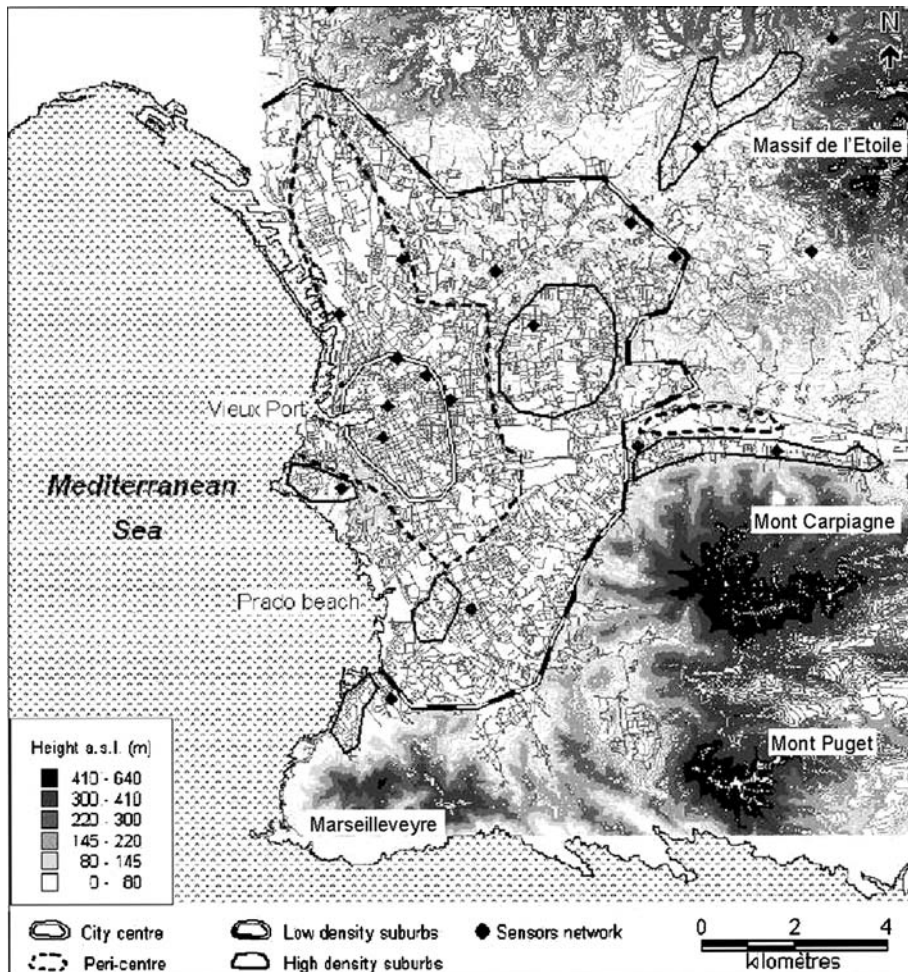 N
Massif de l'Etoile
Vieux Port
Mediterranean
Sea
Mont Carpiagne
Prado beach
Mont Puget
Marseilleveyre
Height a.s.l. (m)
410 - 640
300 - 410
220 - 300
145 - 220
80 - 145
0 - 80
City centre
Low density suburbs
Sensors network
Peri-centre
High density suburbs
0 2 4
kilomètres